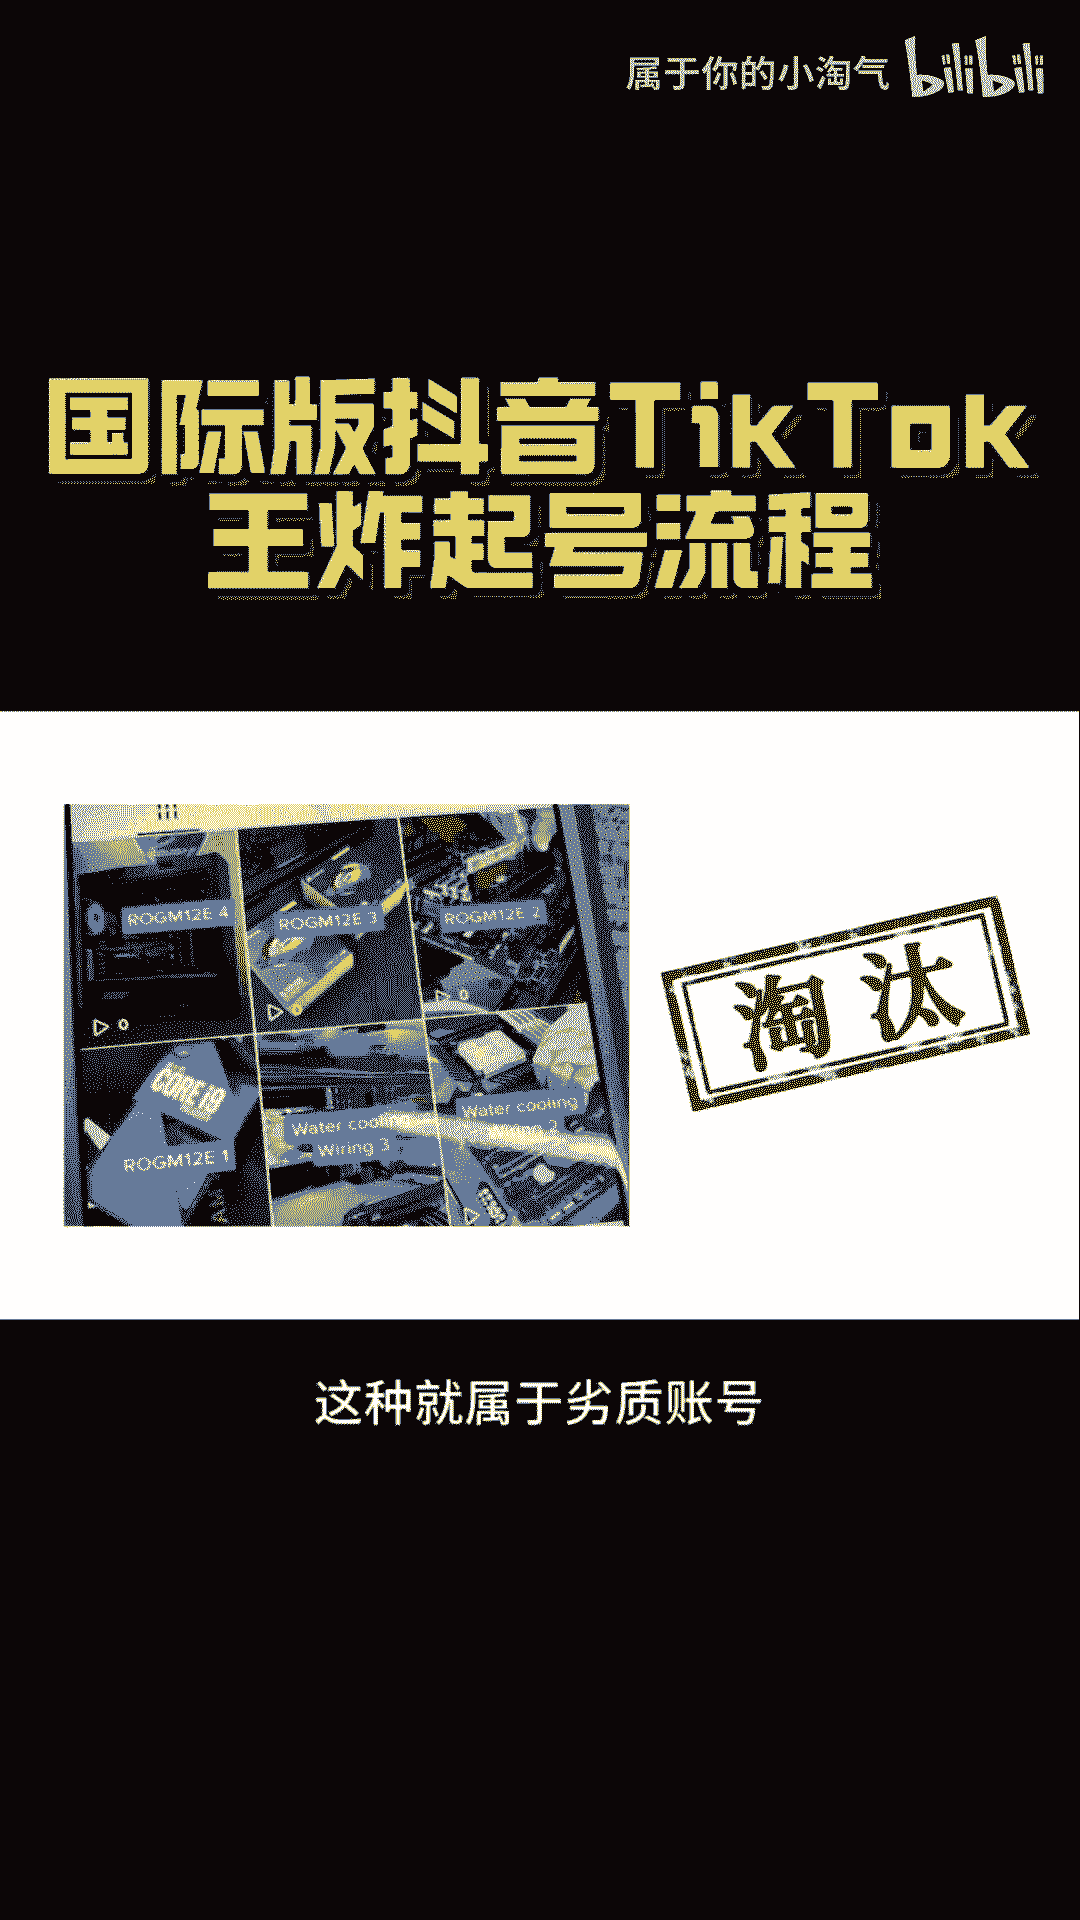 属于你的小淘气 bilibili
国际版抖音TikTok
王炸起号流程
ROGM12E 4
ROGM12E 3
ROGM12E 2
0
0
CORE i9
ROGM12E 1
Water cooling
Wiring 3
Water cooling
2
淘汰
这种就属于劣质账号